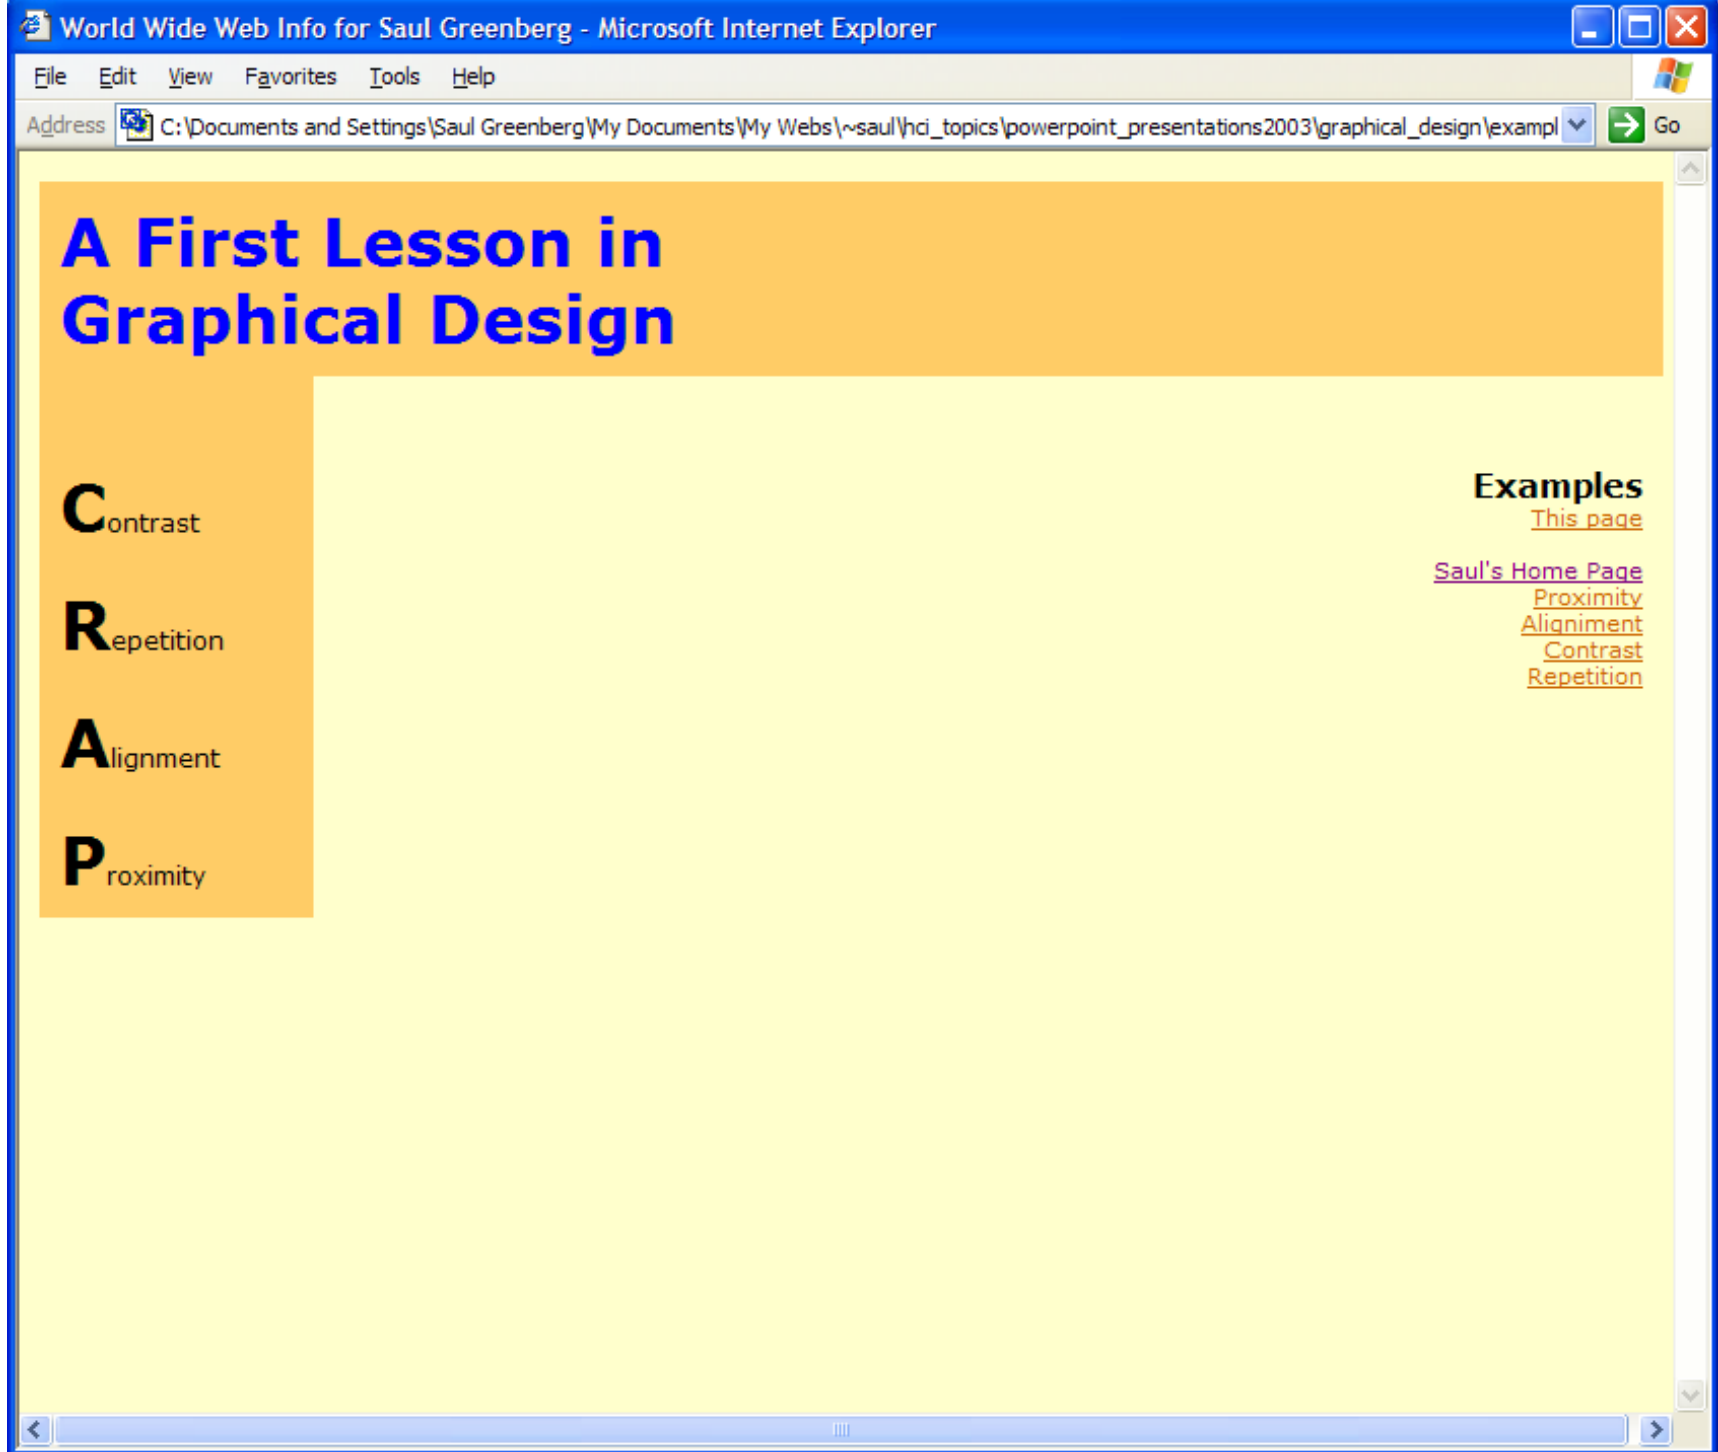 World Wide Web Info for Saul Greenberg - Microsoft Internet Explorer
File Edit View Favorites Tools Help
Address C:\Documents and Settings\Saul Greenberg\My Documents\My Webs\~saul\hci_topics\powerpoint_presentations2003\graphical_design\exampl Go
A First Lesson in
Graphical Design
Contrast
Repetition
Alignment
Proximity
Examples
This page
Saul's Home Page
Proximity
Aligniment
Contrast
Repetition